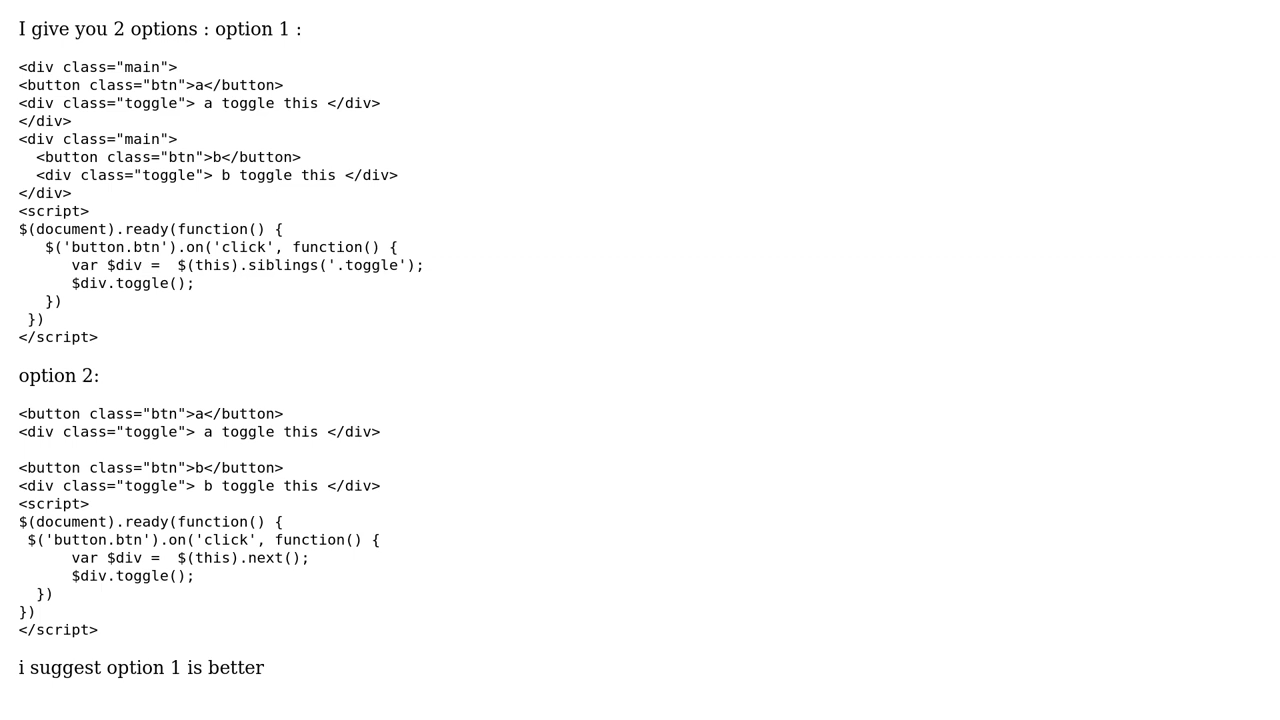 I give you 2 options : option 1 :
<div class="main">
<button class="btn">a</button>
<div class="toggle"> a toggle this </div>
</div>
<div class="main">
  <button class="btn">b</button>
  <div class="toggle"> b toggle this </div>
</div>
<script>
$(document).ready(function() {
   $('button.btn').on('click', function() {
      var $div =  $(this).siblings('.toggle');
      $div.toggle();
   })
 })
</script>
option 2:
<button class="btn">a</button>
<div class="toggle"> a toggle this </div>

<button class="btn">b</button>
<div class="toggle"> b toggle this </div>
<script>
$(document).ready(function() {
 $('button.btn').on('click', function() {
      var $div =  $(this).next();
      $div.toggle();
  })
})
</script>
i suggest option 1 is better